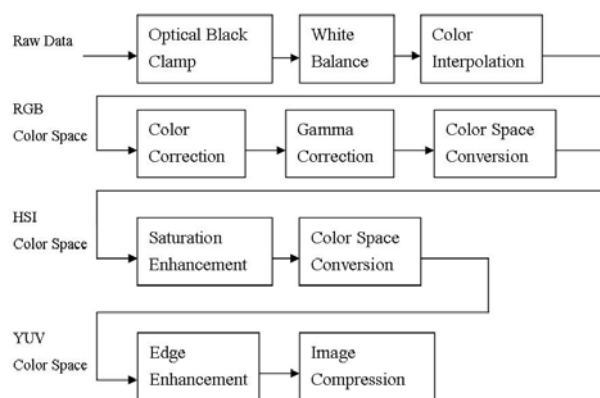 Raw Data
Optical Black
Clamp
White
Balance
Color
Interpolation
RGB
Color Space
Color
Correction
Gamma
Correction
Color Space
Conversion
HSI
Color Space
Saturation
Enhancement
Color Space
Conversion
YUV
Color Space
Edge
Enhancement
Image
Compression